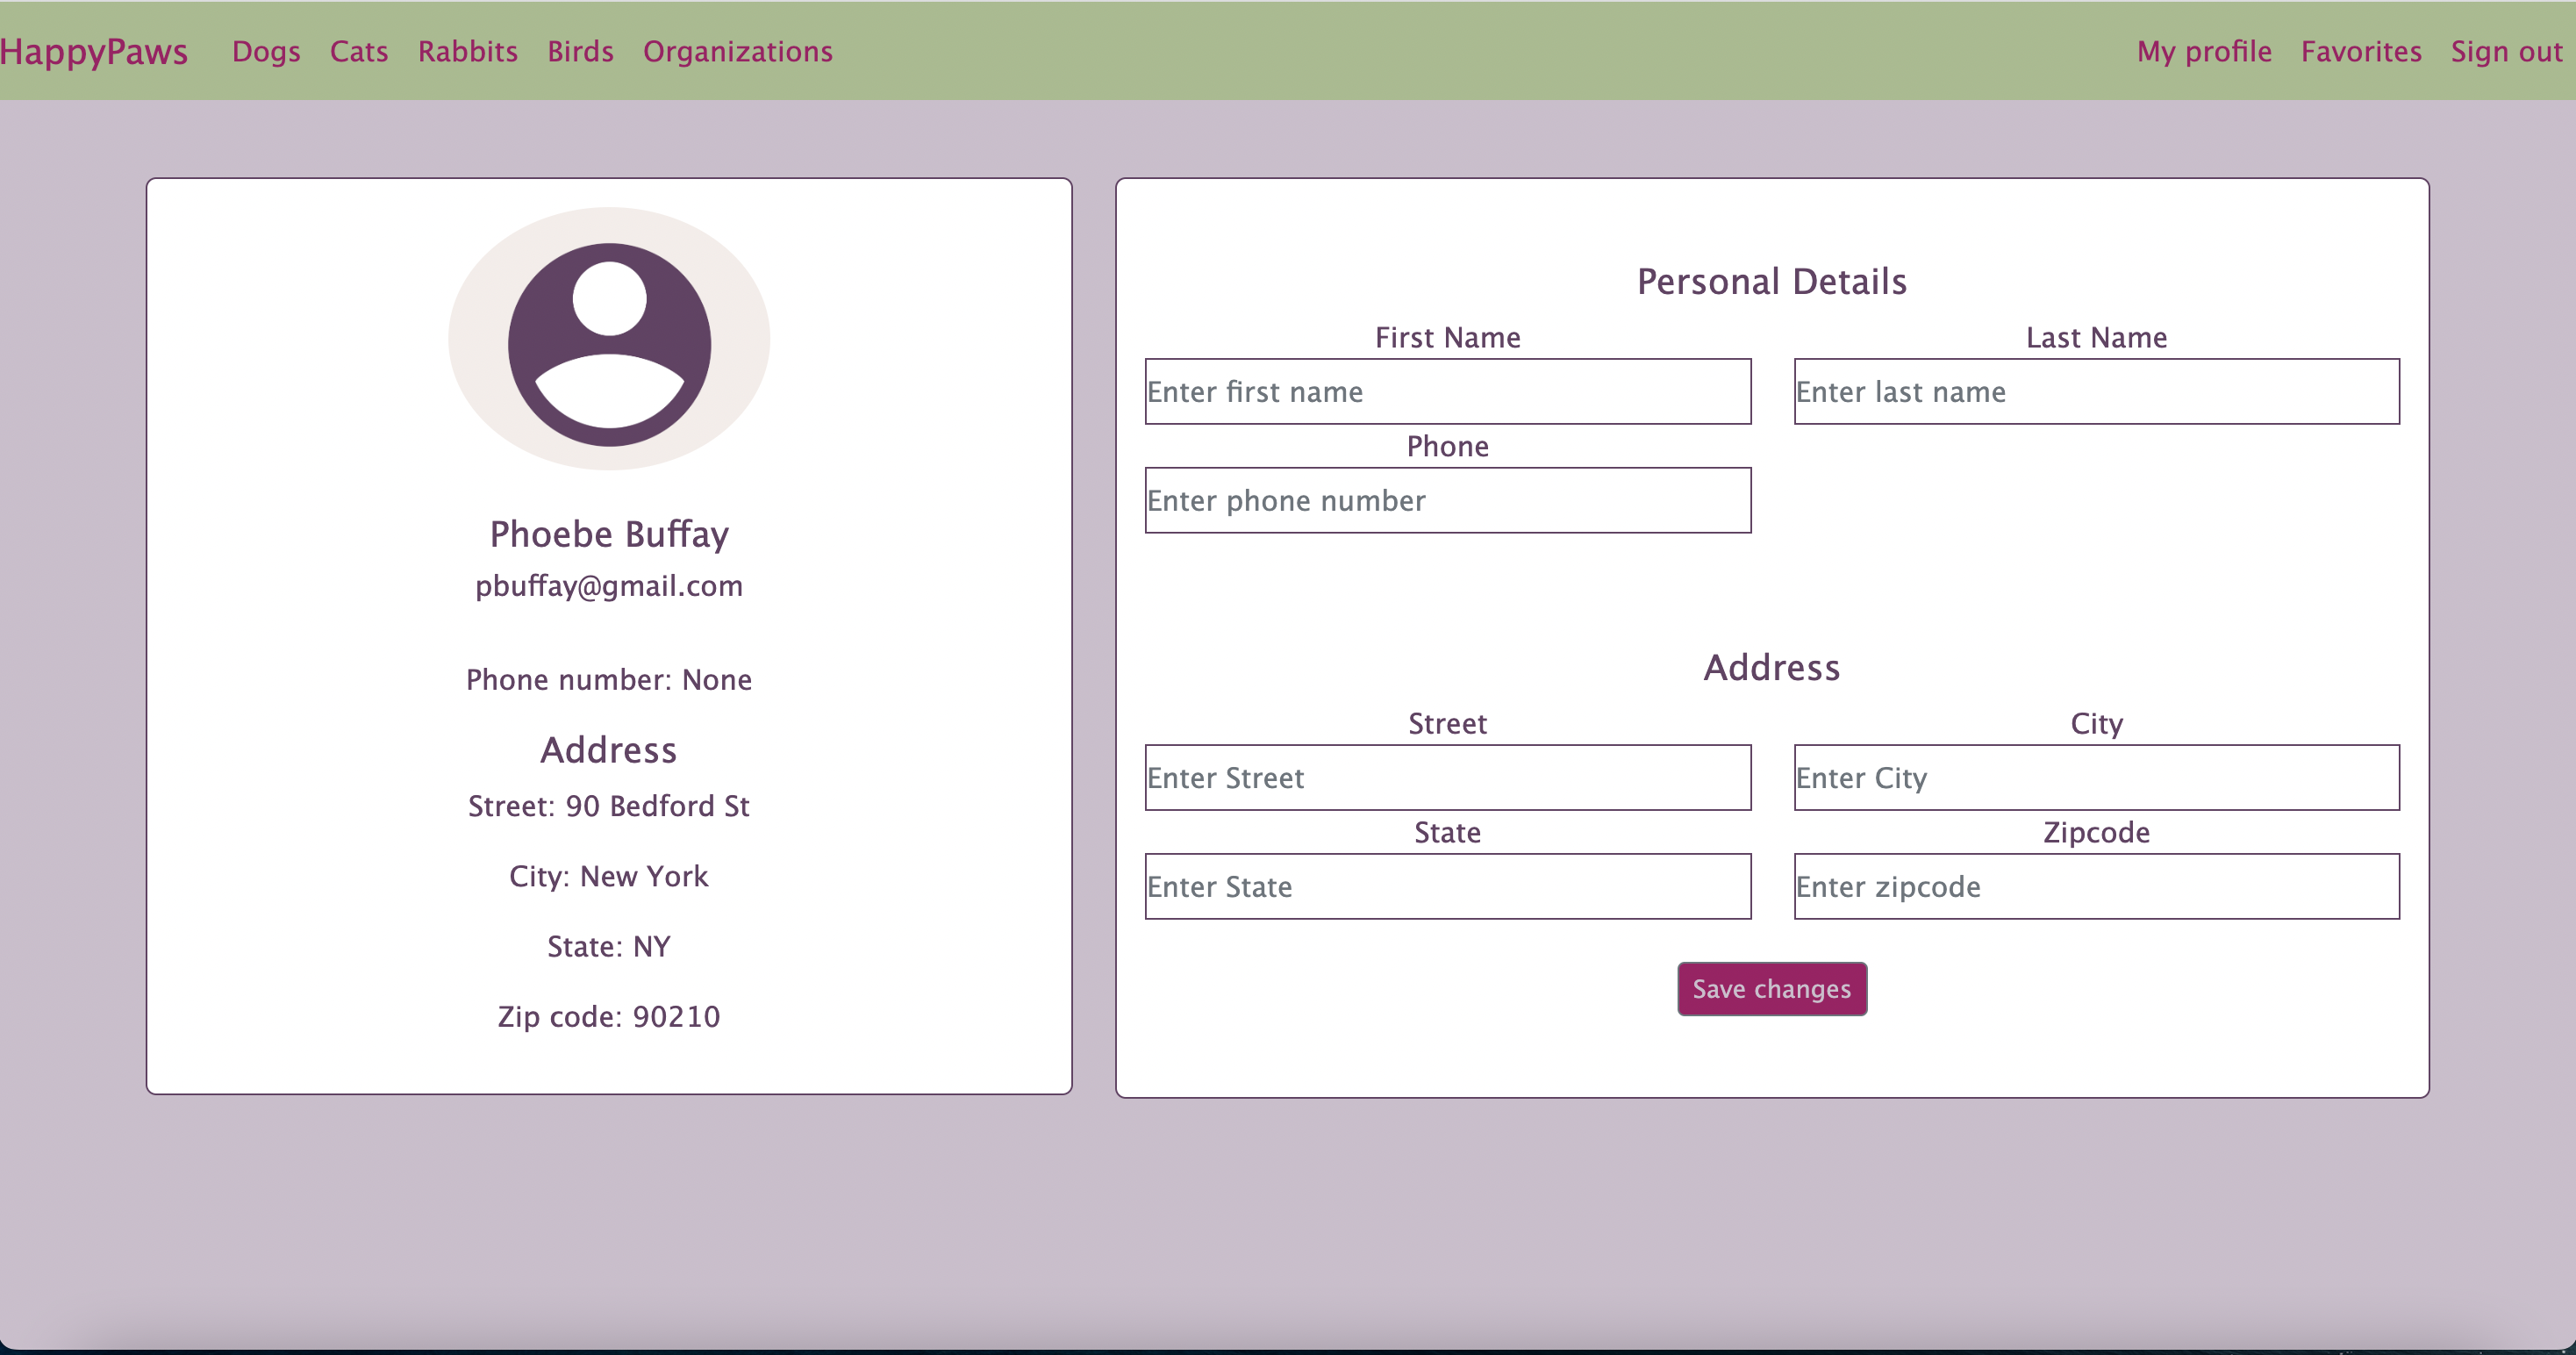 HappyPaws Dogs Cats Rabbits Birds Organizations My profile Favorites Sign out
Phoebe Buffay
pbuffay@gmail.com
Phone number: None
Address
Street: 90 Bedford St
City: New York
State: NY
Zip code: 90210
Personal Details
First Name Last Name
Enter first name Enter last name
Phone
Enter phone number
Address
Street City
Enter Street Enter City
State Zipcode
Enter State Enter zipcode
Save changes